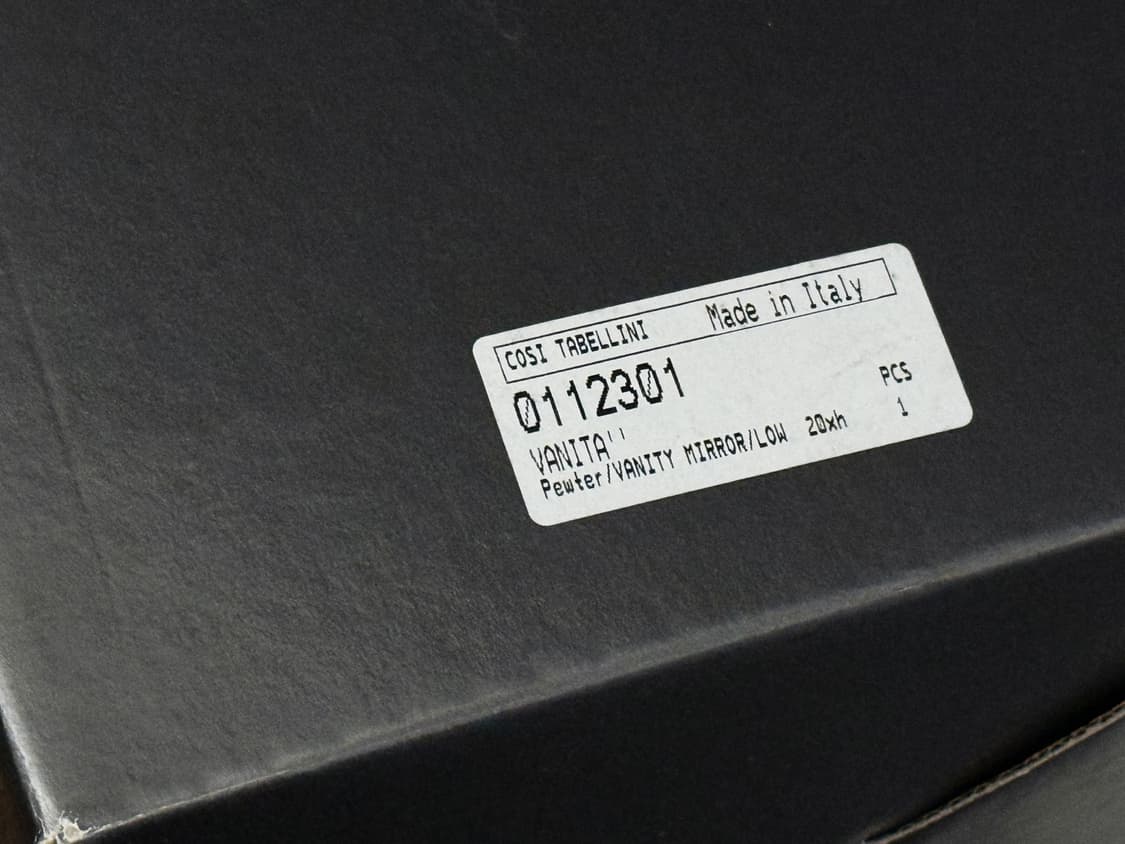 COSI TABELLINI Made in Italy
0112301
VANITA'' PCS
Pewter/VANITY MIRROR/LOW 20xh 1